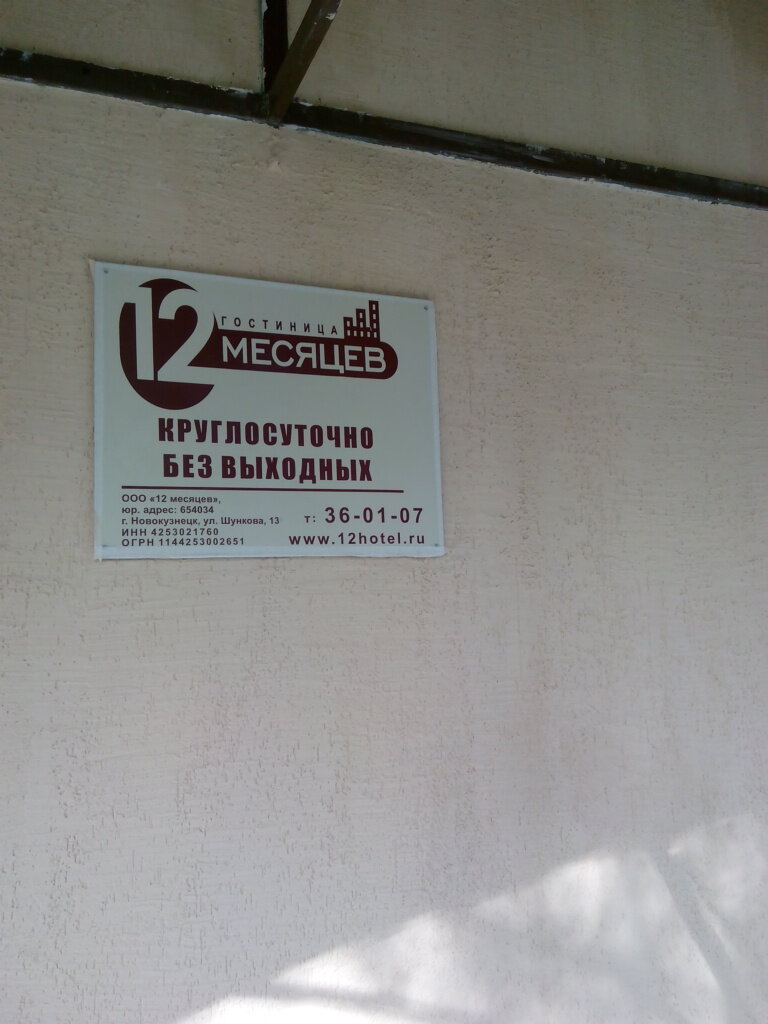 12
ГОСТИНИЦА
МЕСЯЦЕВ
КРУГЛОСУТОЧНО
БЕЗ ВЫХОДНЫХ
ООО «12 месяцев»,
юр. адрес: 654034
г. Новокузнецк, ул. Шункова, 13
ИНН 4253021760
ОГРН 1144253002651
т: 36-01-07
www.12hotel.ru